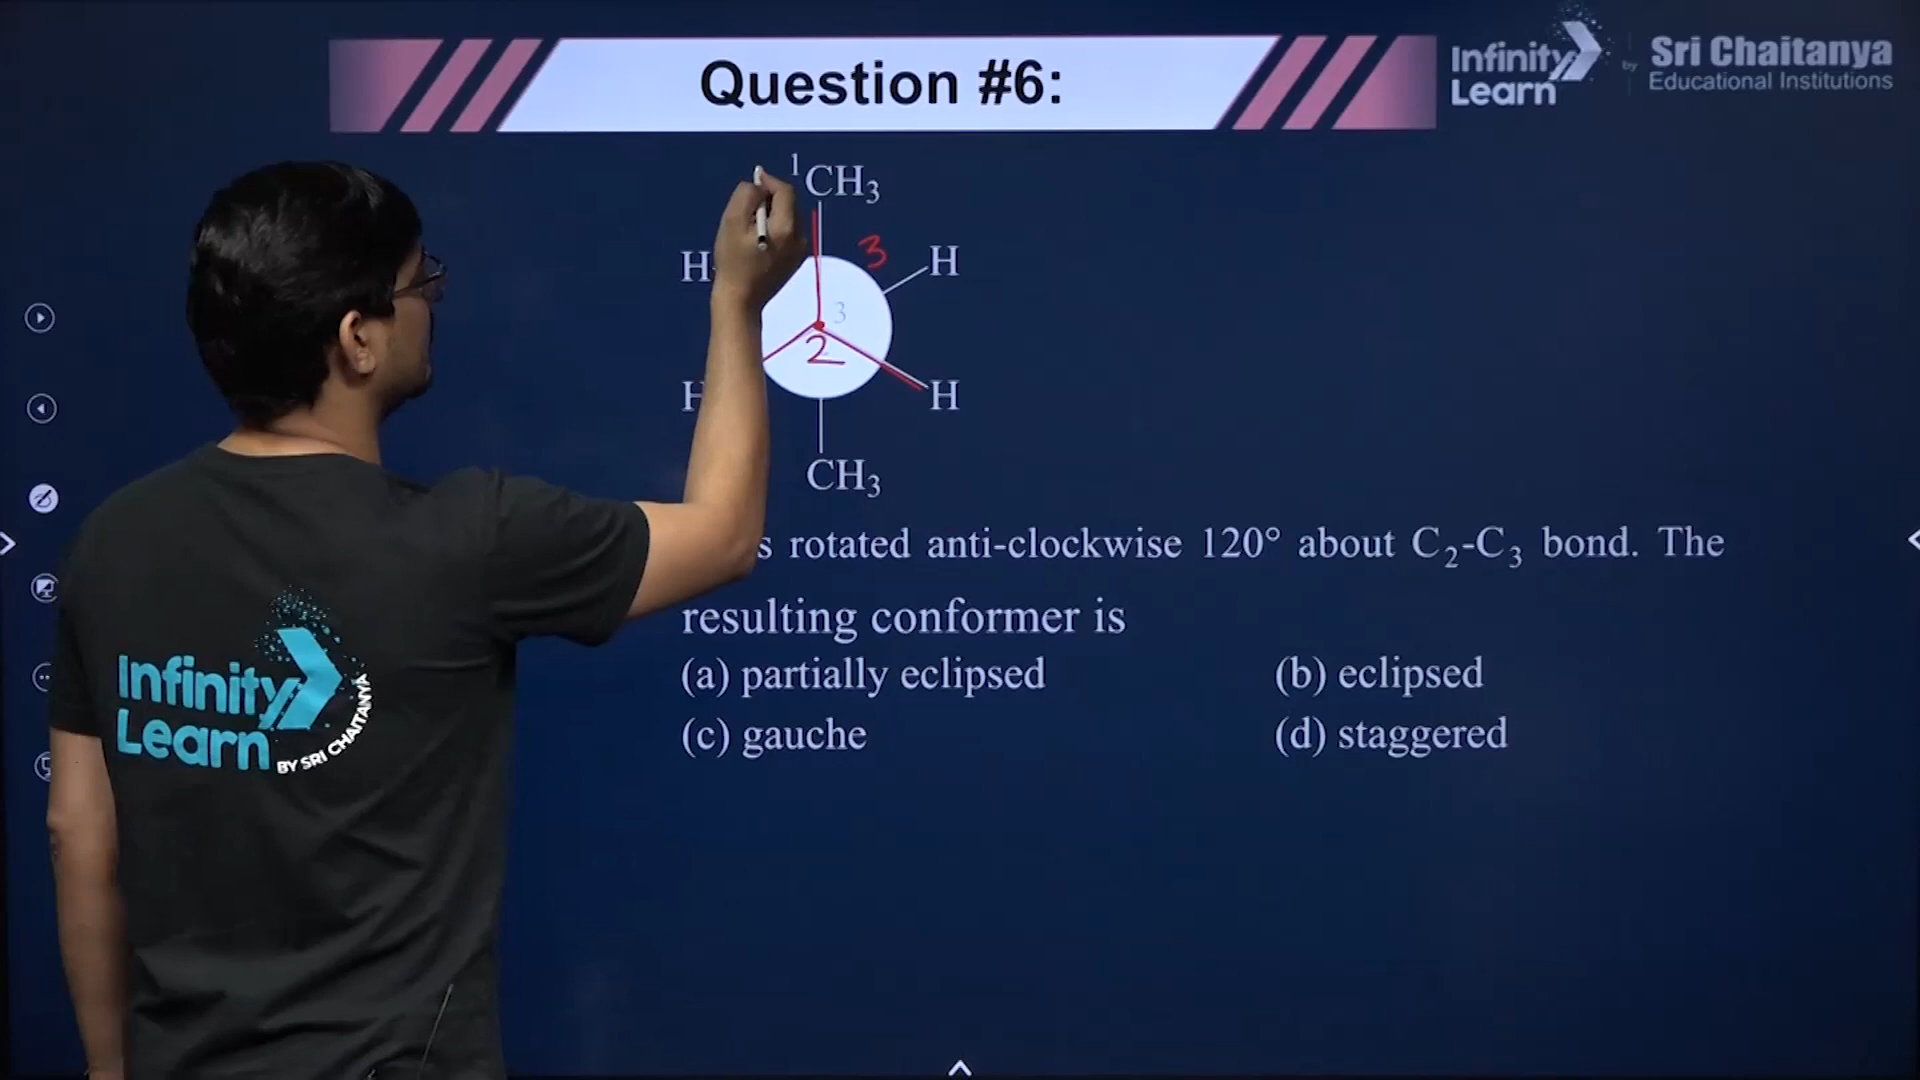 Question #6:
Infinity Learn by Sri Chaitanya Educational Institutions
1CH3
3
H H
3
2
H H
CH3
s rotated anti-clockwise 120° about C2-C3 bond. The
resulting conformer is
(a) partially eclipsed (b) eclipsed
(c) gauche (d) staggered
Infinity
Learn
BY SRI CHAITANYA